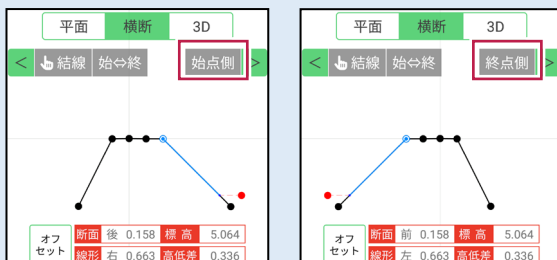 平面 横断 3D
< 結線 始⇔終 始点側 >
オフ
セット
断面 後 0.158 標高 5.064
線形 右 0.663 高低差 0.336
平面 横断 3D
< 結線 始⇔終 終点側 >
オフ
セット
断面 前 0.158 標高 5.064
線形 左 0.663 高低差 0.336